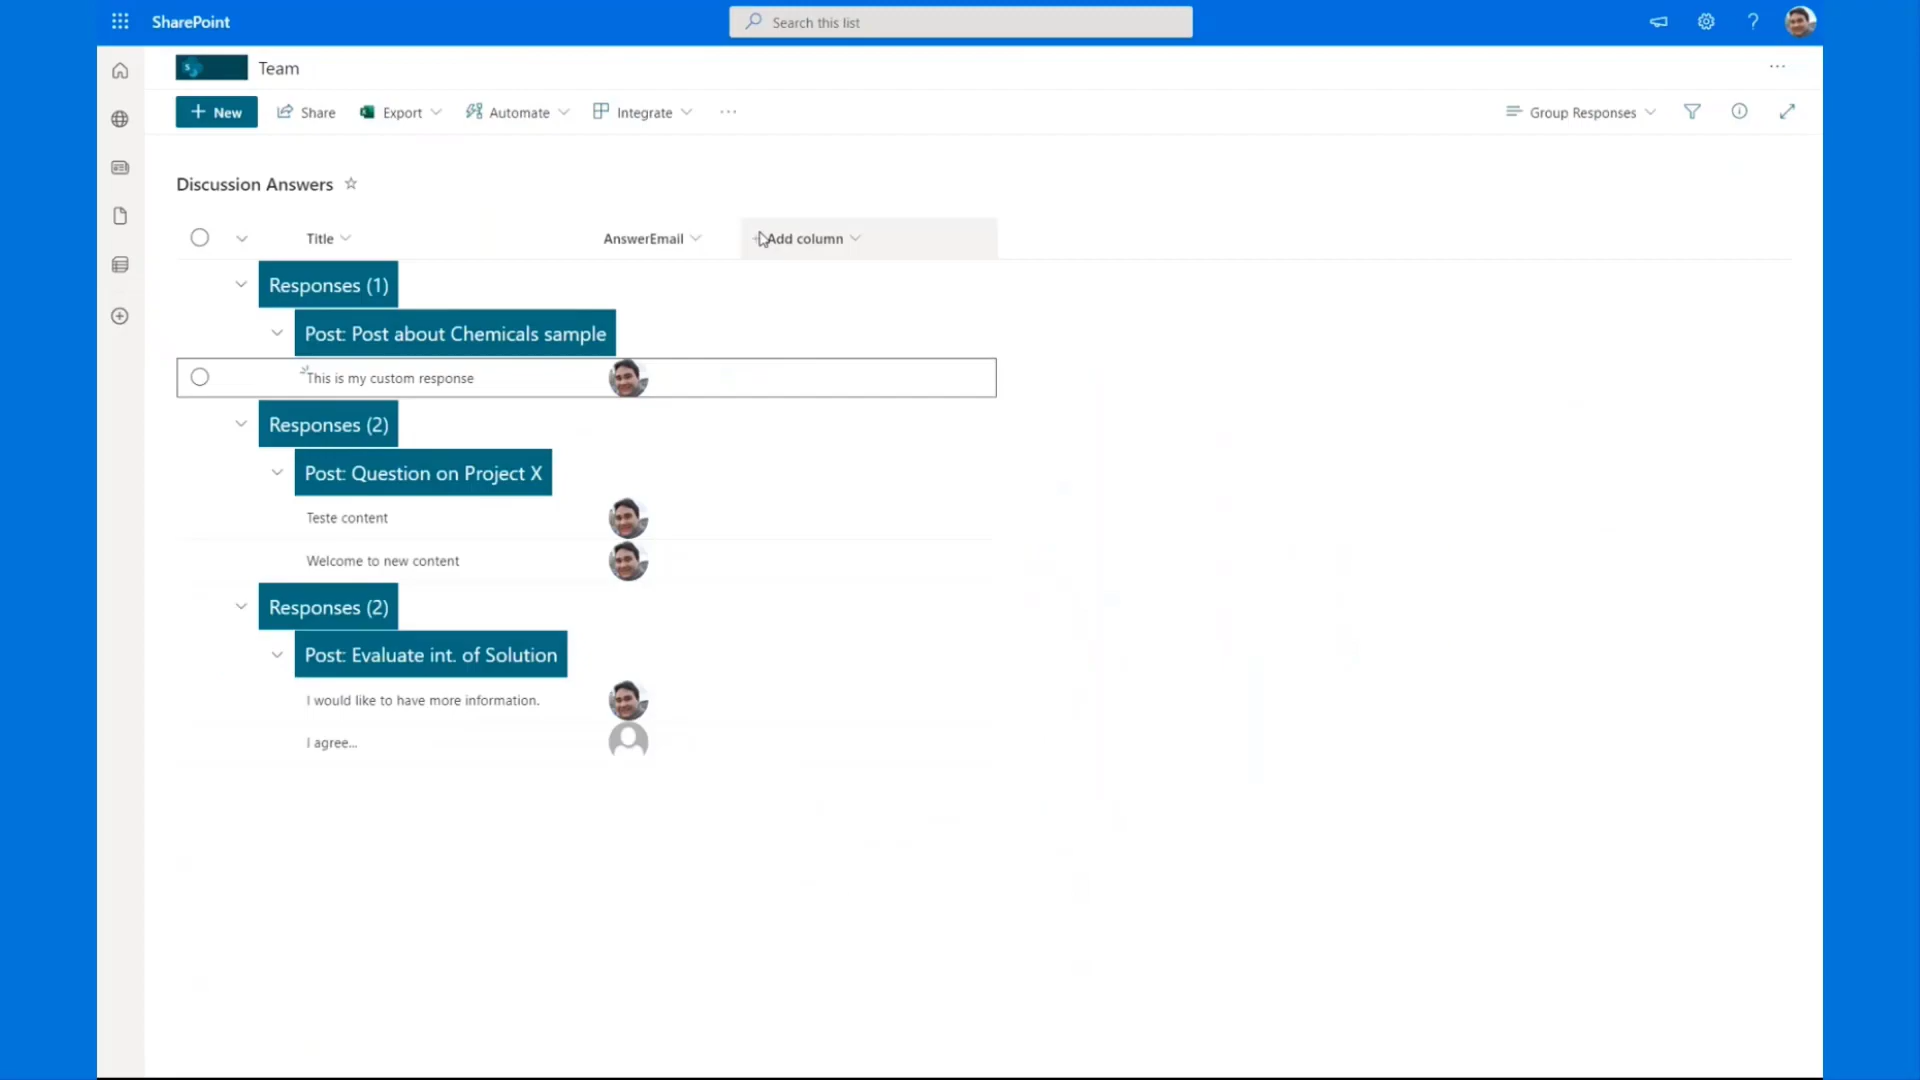 SharePoint
Search this list
Team
New
Share
Export
Automate
Integrate
Group Responses
Discussion Answers
Title
AnswerEmail
Add column
Responses (1)
Post: Post about Chemicals sample
This is my custom response
Responses (2)
Post: Question on Project X
Teste content
Welcome to new content
Responses (2)
Post: Evaluate int. of Solution
I would like to have more information.
I agree...